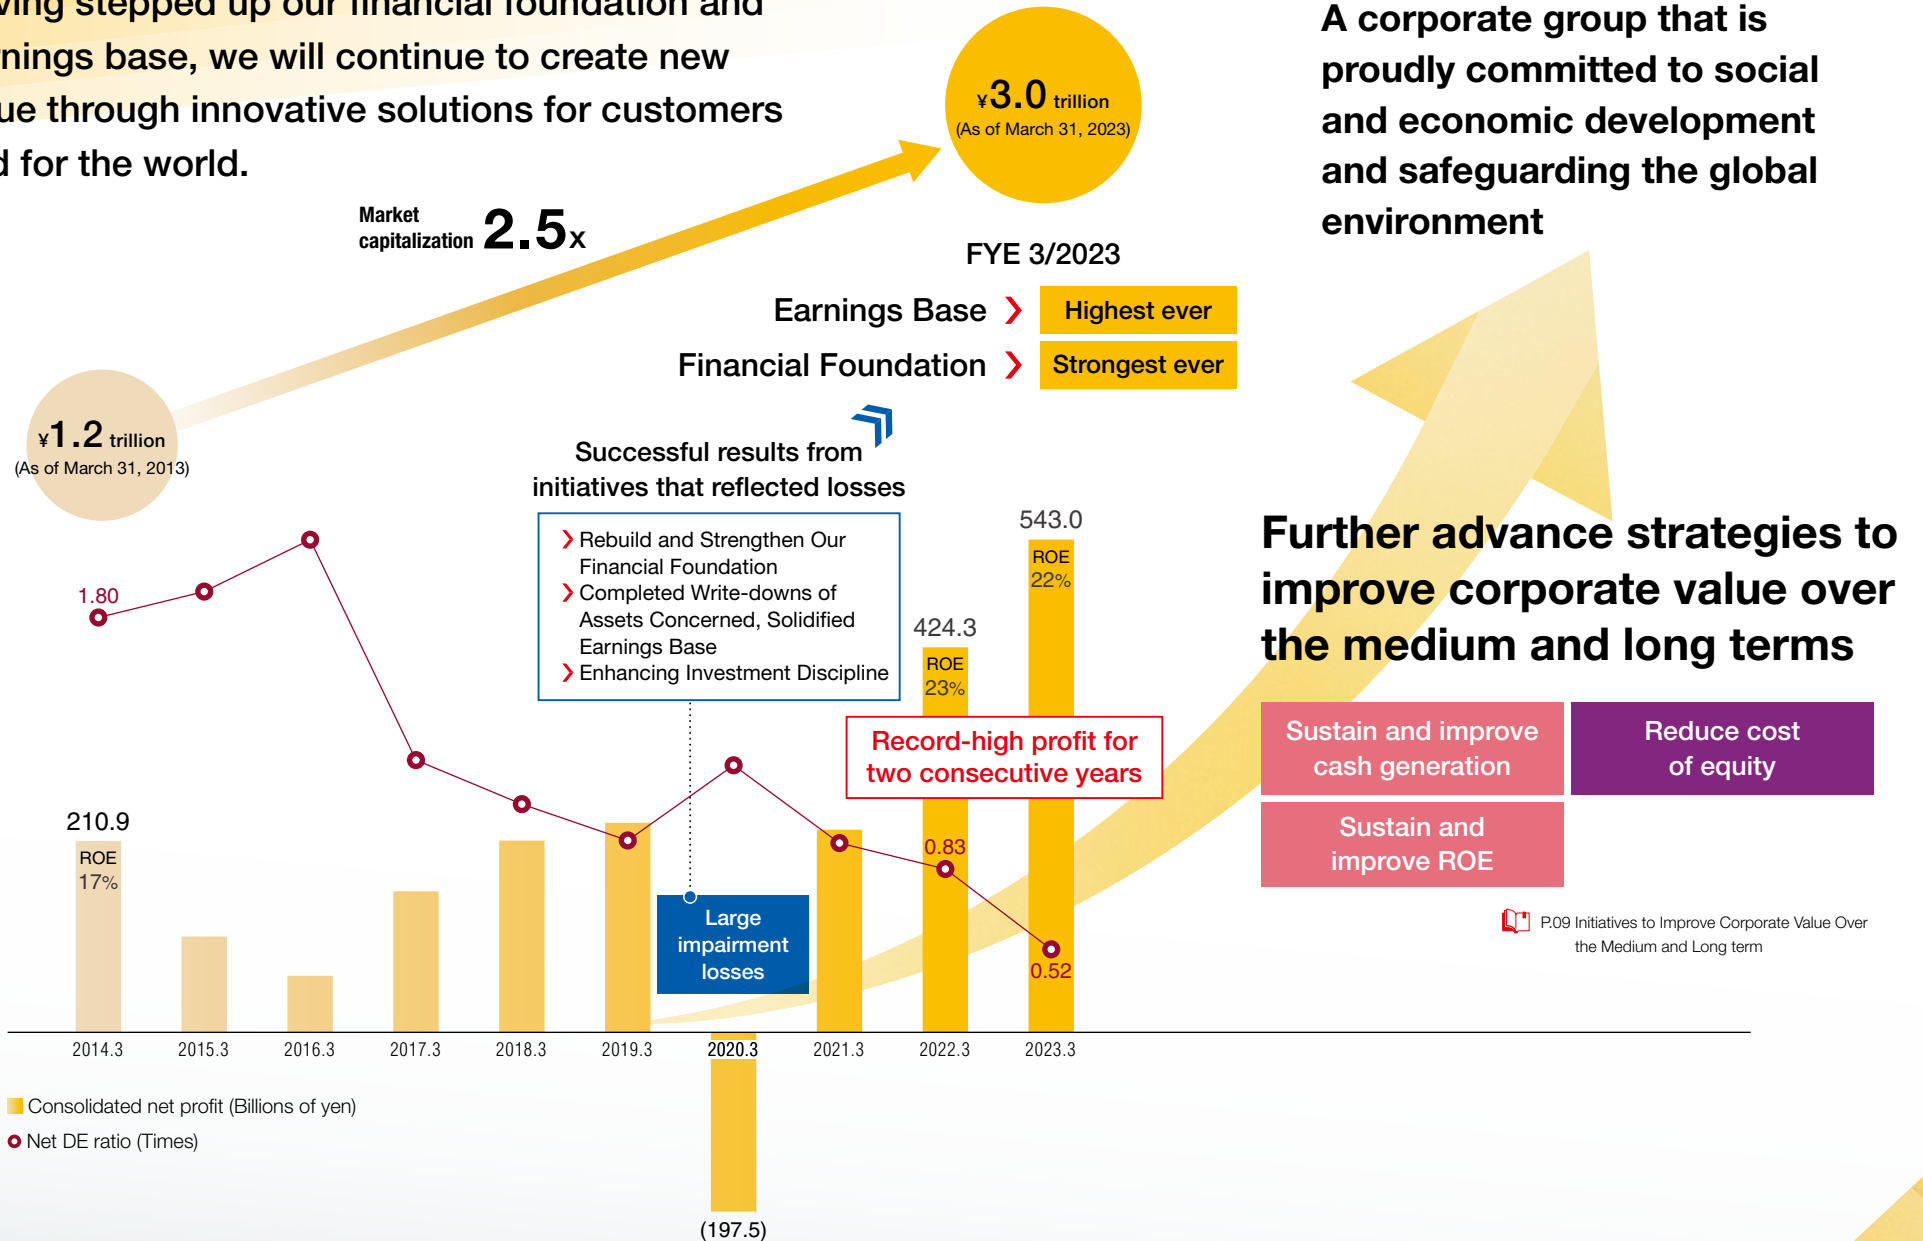 ving stepped up our financial foundation and
rnings base, we will continue to create new
ue through innovative solutions for customers
d for the world.
¥3.0 trillion
(As of March 31, 2023)
A corporate group that is
proudly committed to social
and economic development
and safeguarding the global
environment
Market
capitalization 2.5x
FYE 3/2023
Earnings Base Highest ever
Financial Foundation Strongest ever
¥1.2 trillion
(As of March 31, 2013)
Successful results from
initiatives that reflected losses
Rebuild and Strengthen Our
Financial Foundation
Completed Write-downs of
Assets Concerned, Solidified
Earnings Base
Enhancing Investment Discipline
543.0
ROE
22%
424.3
ROE
23%
Record-high profit for
two consecutive years
1.80
210.9
ROE
17%
0.83
0.52
Large
impairment
losses
2014.3 2015.3 2016.3 2017.3 2018.3 2019.3 2020.3 2021.3 2022.3 2023.3
(197.5)
Consolidated net profit (Billions of yen)
Net DE ratio (Times)
Further advance strategies to
improve corporate value over
the medium and long terms
Sustain and improve
cash generation
Reduce cost
of equity
Sustain and
improve ROE
P.09 Initiatives to Improve Corporate Value Over
the Medium and Long term